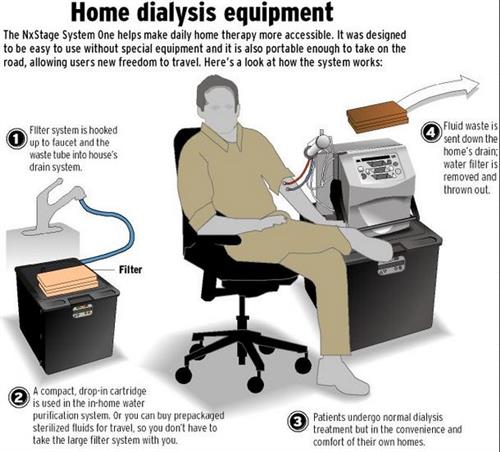 Home dialysis equipment
The NxStage System One helps make daily home therapy more accessible. It was designed
to be easy to use without special equipment and it is also portable enough to take on the
road, allowing users new freedom to travel. Here's a look at how the system works:
1
Filter system is hooked
up to faucet and the
waste tube into house's
drain system.
4
Fluid waste is
sent down the
home's drain;
water filter is
removed and
thrown out.
Filter
2
A compact, drop-in cartridge
is used in the in-home water
purification system. Or you can buy prepackaged
sterilized fluids for travel, so you don't have to
take the large filter system with you.
3
Patients undergo normal dialysis
treatment but in the convenience and
comfort of their own homes.